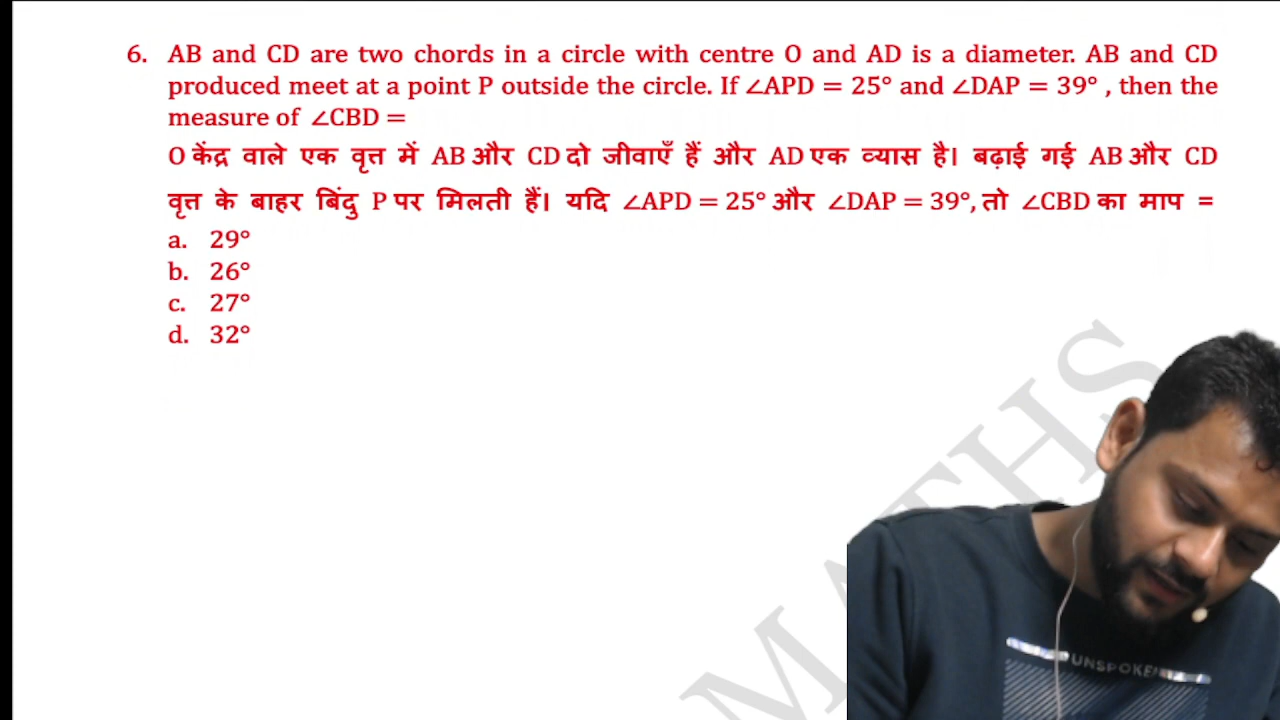 6. AB and CD are two chords in a circle with centre O and AD is a diameter. AB and CD
produced meet at a point P outside the circle. If ∠APD = 25° and ∠DAP = 39° , then the
measure of ∠CBD =
O केंद्र वाले एक वृत्त में AB और CD दो जीवाएँ हैं और AD एक व्यास है। बढ़ाई गई AB और CD
वृत्त के बाहर बिंदु P पर मिलती हैं। यदि ∠APD = 25° और ∠DAP = 39°, तो ∠CBD का माप =
a. 29°
b. 26°
c. 27°
d. 32°
MATHS
UNSPOKEN